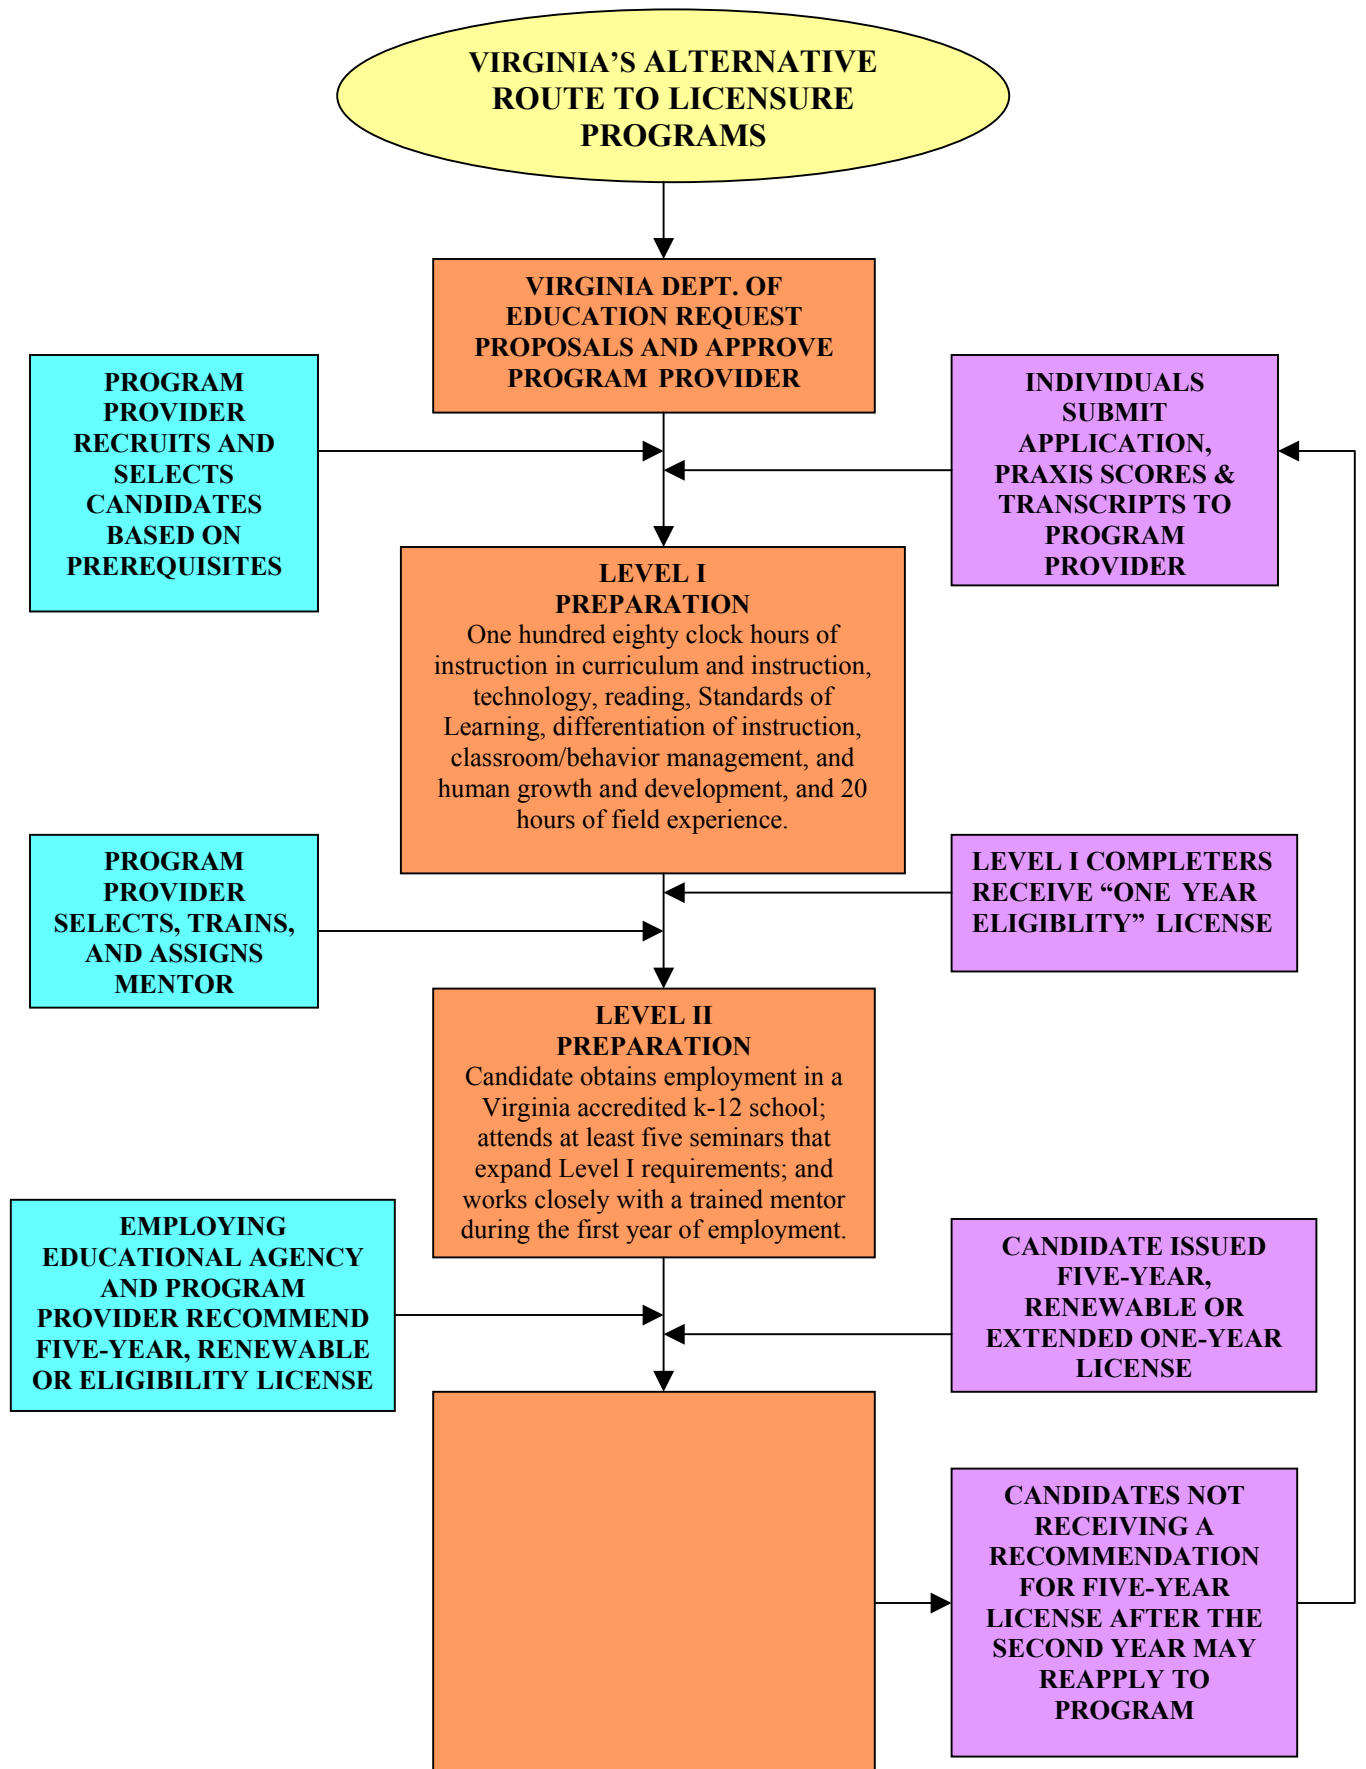 VIRGINIA’S ALTERNATIVE
ROUTE TO LICENSURE
PROGRAMS
VIRGINIA DEPT. OF
EDUCATION REQUEST
PROPOSALS AND APPROVE
PROGRAM PROVIDER
PROGRAM
PROVIDER
RECRUITS AND
SELECTS
CANDIDATES
BASED ON
PREREQUISITES
INDIVIDUALS
SUBMIT
APPLICATION,
PRAXIS SCORES &
TRANSCRIPTS TO
PROGRAM
PROVIDER
LEVEL I
PREPARATION
One hundred eighty clock hours of
instruction in curriculum and instruction,
technology, reading, Standards of
Learning, differentiation of instruction,
classroom/behavior management, and
human growth and development, and 20
hours of field experience.
PROGRAM
PROVIDER
SELECTS, TRAINS,
AND ASSIGNS
MENTOR
LEVEL I COMPLETERS
RECEIVE “ONE YEAR
ELIGIBLITY” LICENSE
LEVEL II
PREPARATION
Candidate obtains employment in a
Virginia accredited k-12 school;
attends at least five seminars that
expand Level I requirements; and
works closely with a trained mentor
during the first year of employment.
EMPLOYING
EDUCATIONAL AGENCY
AND PROGRAM
PROVIDER RECOMMEND
FIVE-YEAR, RENEWABLE
OR ELIGIBILITY LICENSE
CANDIDATE ISSUED
FIVE-YEAR,
RENEWABLE OR
EXTENDED ONE-YEAR
LICENSE
CANDIDATES NOT
RECEIVING A
RECOMMENDATION
FOR FIVE-YEAR
LICENSE AFTER THE
SECOND YEAR MAY
REAPPLY TO
PROGRAM